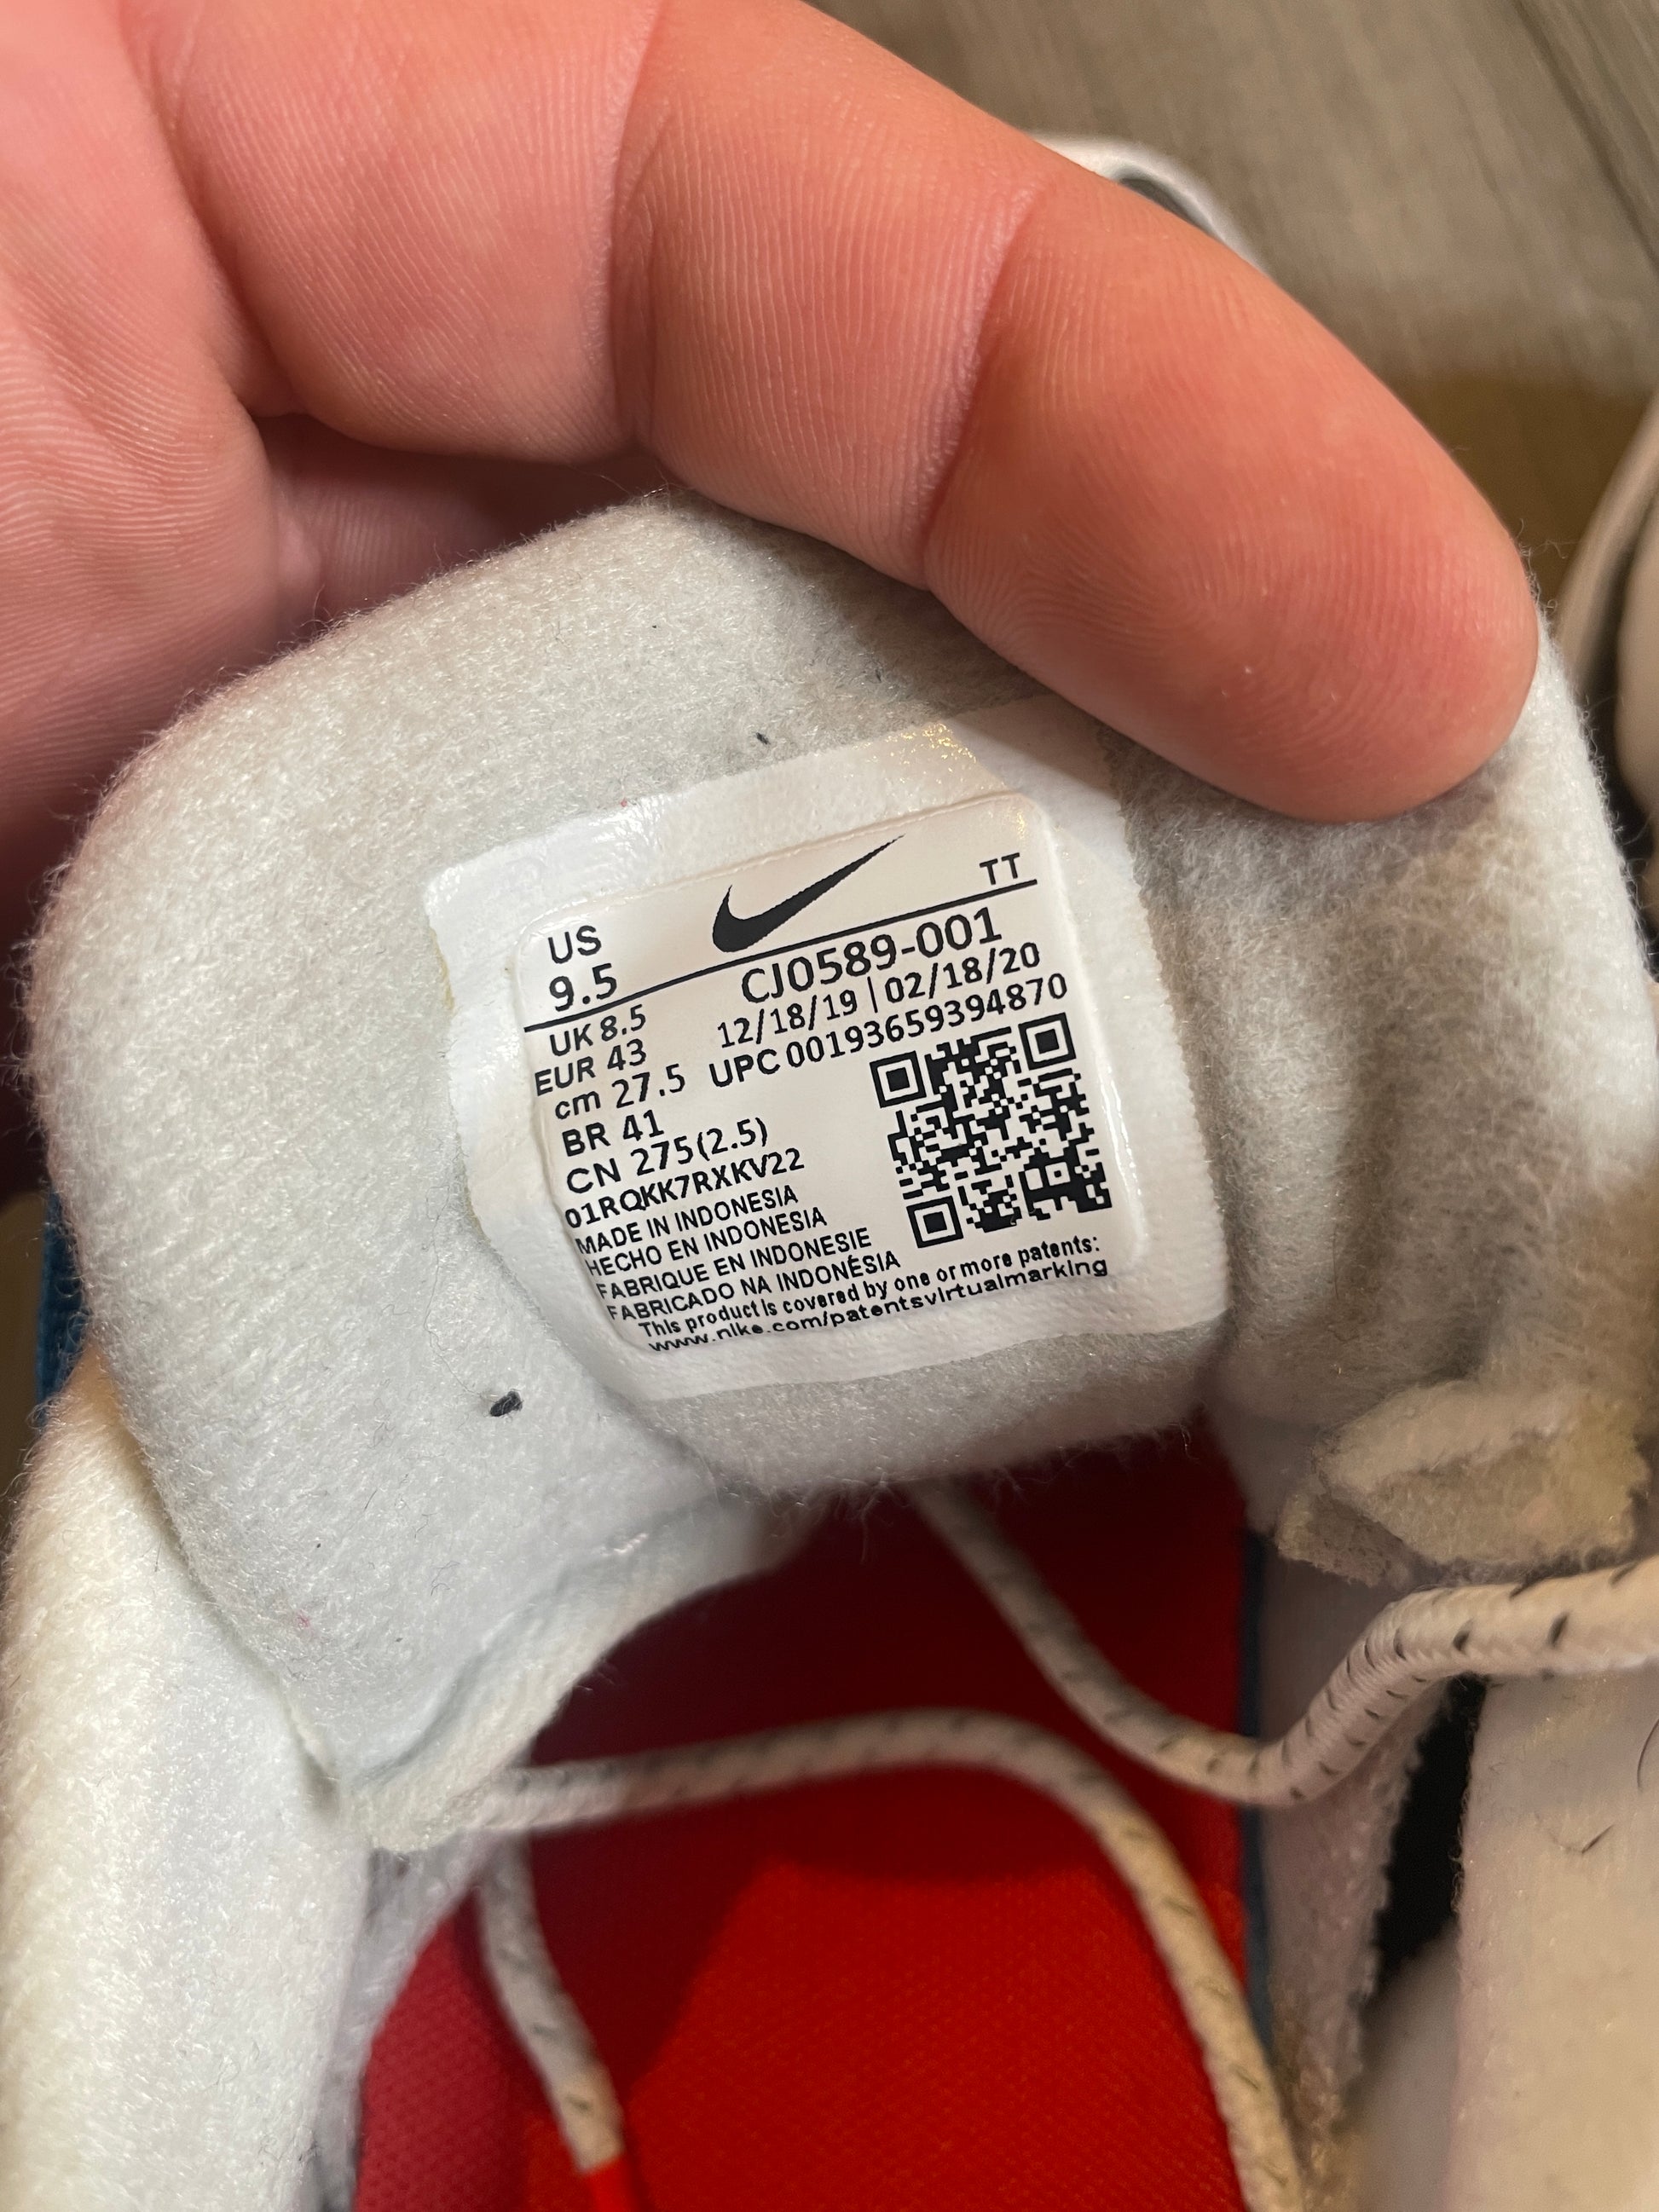 US
9.5
TT
CJ0589-001
12/18/19 | 02/18/20
UPC 00193659394870
UK 8.5
EUR 43
cm 27.5
BR 41
CN 275(2.5)
01RQKK7RXKV22
MADE IN INDONESIA
HECHO EN INDONESIA
FABRIQUE EN INDONESIE
FABRICADO NA INDONÉSIA
This product is covered by one or more patents:
www.nike.com/patentsvirtualmarking